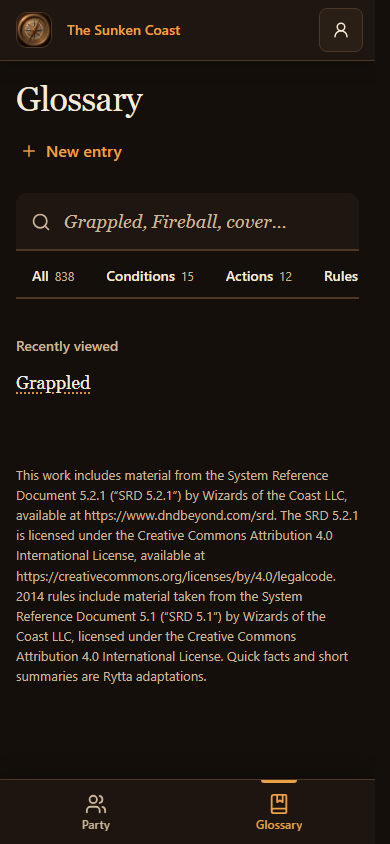 The Sunken Coast
Glossary
+ New entry
Grappled, Fireball, cover...
All 838 Conditions 15 Actions 12 Rules
Recently viewed
Grappled
This work includes material from the System Reference
Document 5.2.1 (“SRD 5.2.1”) by Wizards of the Coast LLC,
available at https://www.dndbeyond.com/srd. The SRD 5.2.1
is licensed under the Creative Commons Attribution 4.0
International License, available at
https://creativecommons.org/licenses/by/4.0/legalcode.
2014 rules include material taken from the System
Reference Document 5.1 (“SRD 5.1”) by Wizards of the
Coast LLC, licensed under the Creative Commons
Attribution 4.0 International License. Quick facts and short
summaries are Rytta adaptations.
Party Glossary